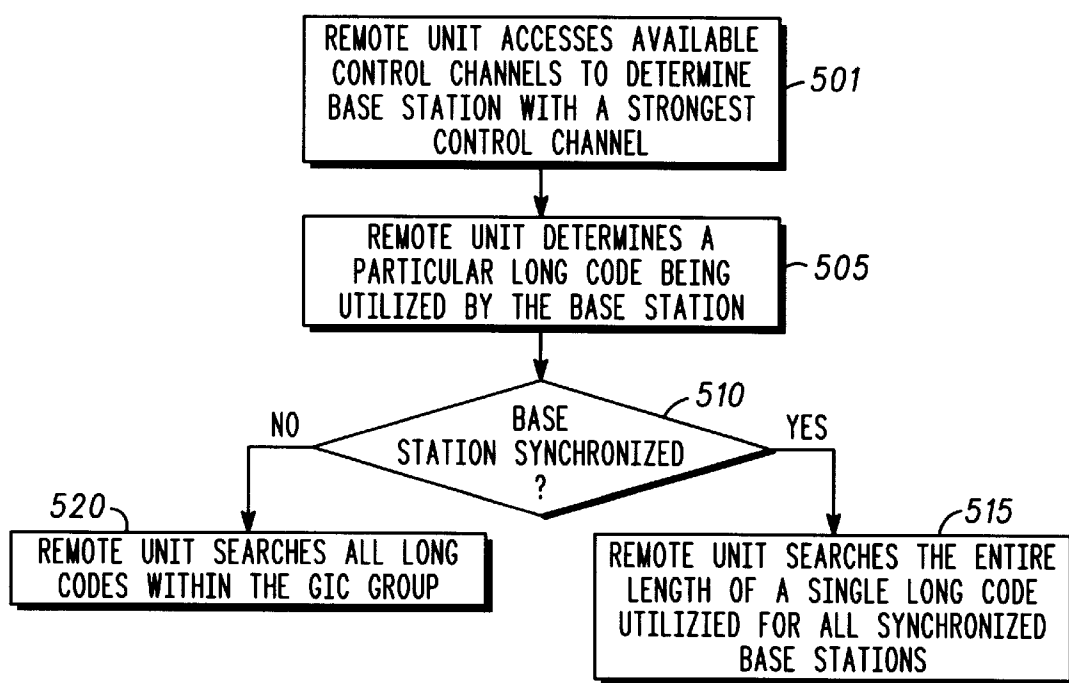 REMOTE UNIT ACCESSES AVAILABLE
CONTROL CHANNELS TO DETERMINE
BASE STATION WITH A STRONGEST
CONTROL CHANNEL
501
REMOTE UNIT DETERMINES A
PARTICULAR LONG CODE BEING
UTILIZED BY THE BASE STATION
505
510
NO
BASE
STATION SYNCHRONIZED
?
YES
520
REMOTE UNIT SEARCHES ALL LONG
CODES WITHIN THE GIC GROUP
515
REMOTE UNIT SEARCHES THE ENTIRE
LENGTH OF A SINGLE LONG CODE
UTILIZIED FOR ALL SYNCHRONIZED
BASE STATIONS